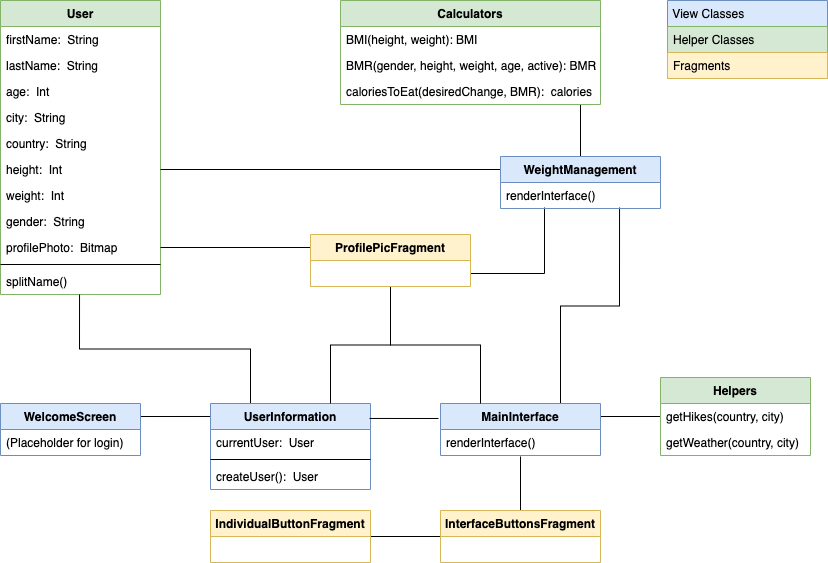 User
firstName: String
lastName: String
age: Int
city: String
country: String
height: Int
weight: Int
gender: String
profilePhoto: Bitmap
splitName()
Calculators
BMI(height, weight): BMI
BMR(gender, height, weight, age, active): BMR
caloriesToEat(desiredChange, BMR): calories
View Classes
Helper Classes
Fragments
WeightManagement
renderInterface()
ProfilePicFragment
WelcomeScreen
(Placeholder for login)
UserInformation
currentUser: User
createUser(): User
MainInterface
renderInterface()
Helpers
getHikes(country, city)
getWeather(country, city)
IndividualButtonFragment
InterfaceButtonsFragment